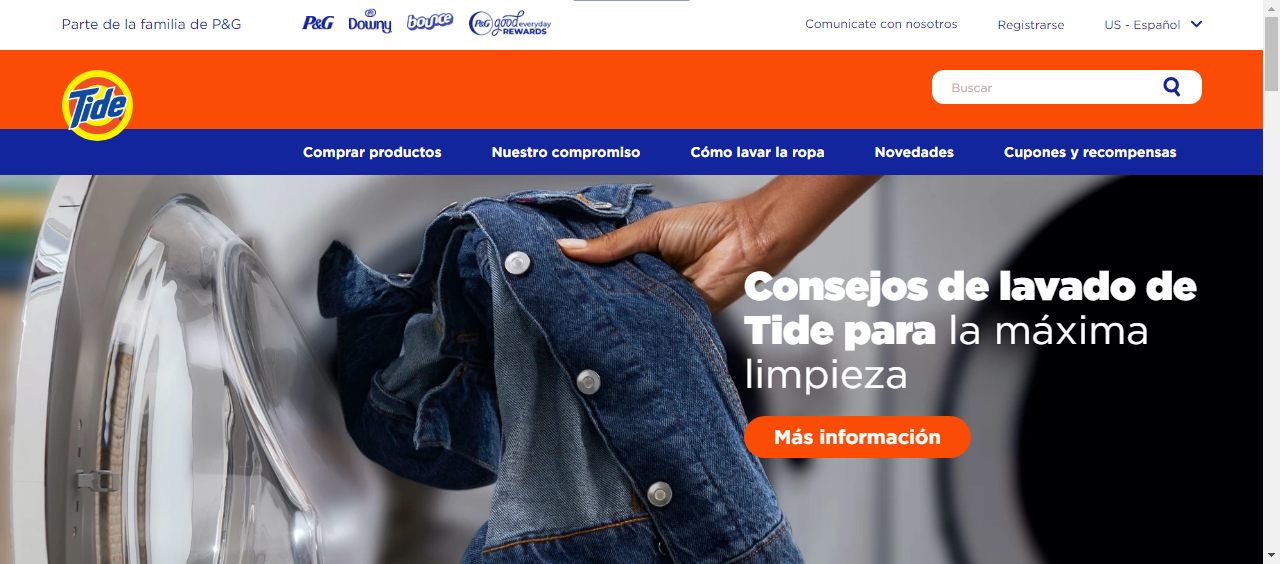 Parte de la familia de P&G
P&G Downy bounce P&G good everyday REWARDS
Comunicate con nosotros
Registrarse
US - Español
Tide
Buscar
Comprar productos
Nuestro compromiso
Cómo lavar la ropa
Novedades
Cupones y recompensas
Consejos de lavado de
Tide para la máxima
limpieza
Más información